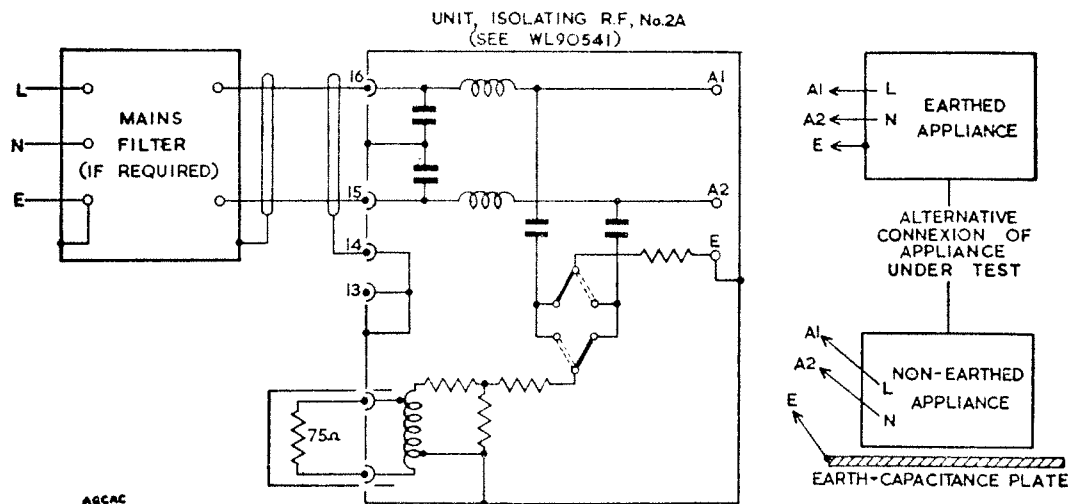 UNIT, ISOLATING R.F, No.2A
(SEE WL90541)
L
N
E
MAINS
FILTER
(IF REQUIRED)
16
15
14
13
A1
A2
E
75Ω
A1
A2
E
L
N
EARTHED
APPLIANCE
ALTERNATIVE
CONNEXION OF
APPLIANCE
UNDER TEST
A1
A2
E
L
N
NON-EARTHED
APPLIANCE
EARTH-CAPACITANCE PLATE
AGCAC